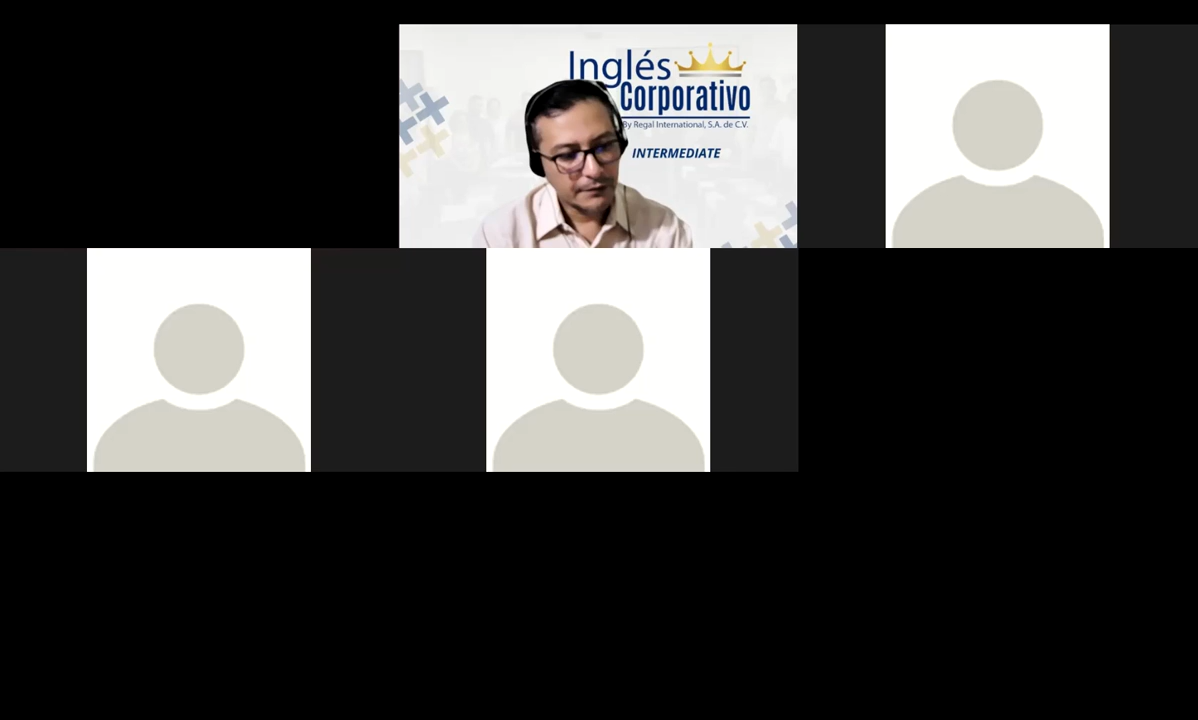 Inglés
Corporativo
By Regal International, S.A. de C.V.
INTERMEDIATE